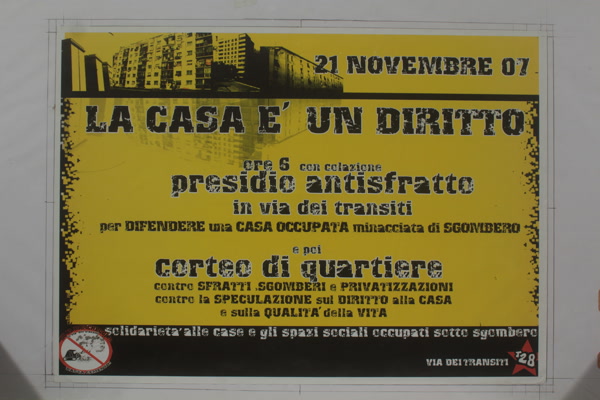 21 NOVEMBRE 07
LA CASA E' UN DIRITTO
ore 6 con colazione
presidio antisfratto
in via dei transiti
per DIFENDERE una CASA OCCUPATA minacciata di SGOMBERO
e poi
corteo di quartiere
contro SFRATTI ,SGOMBERI e PRIVATIZZAZIONI
contro la SPECULAZIONE sul DIRITTO alla CASA
e sulla QUALITA' della VITA
solidarieta' alle case e gli spazi sociali occupati sotto sgombero
VIA DEI TRANSITI T28